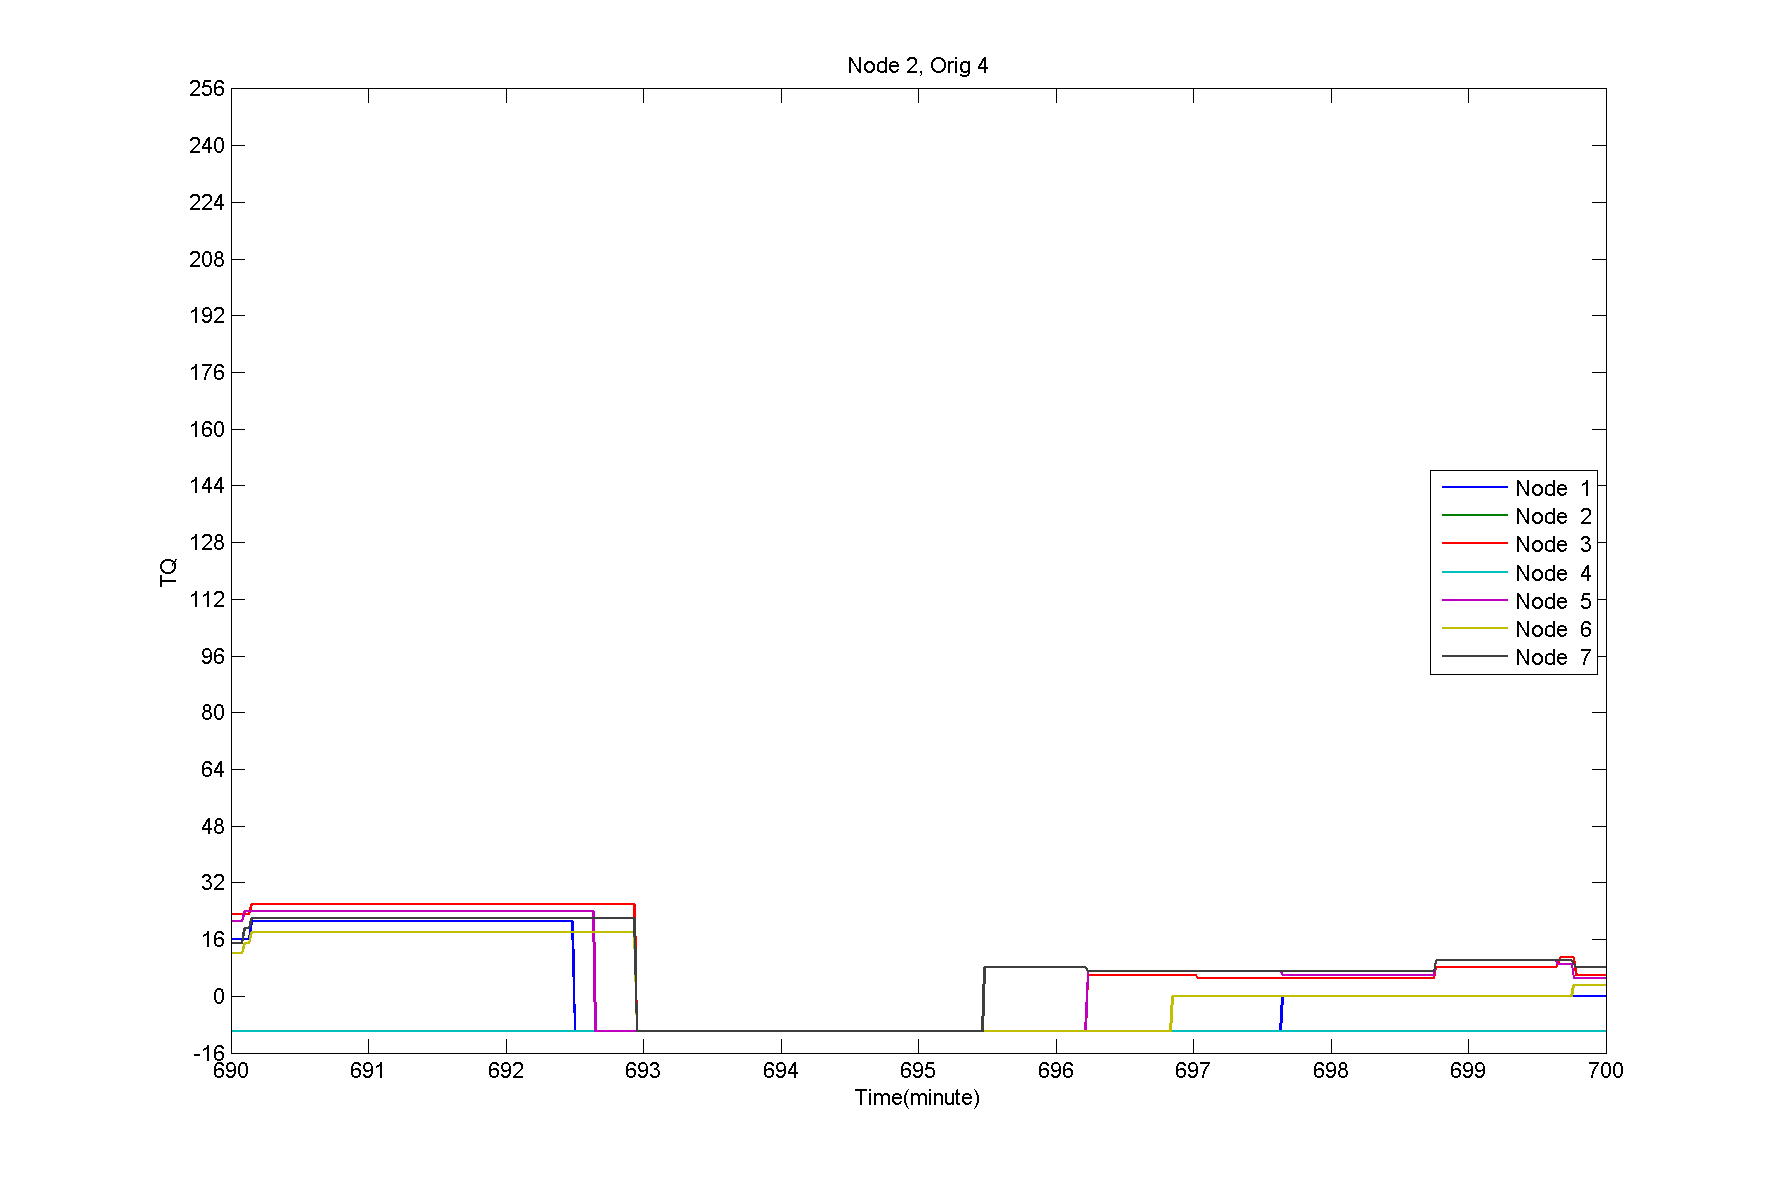 Node 2, Orig 4
256
240
224
208
192
176
160
144
128
112
96
80
64
48
32
16
0
-16
TQ
Node 1
Node 2
Node 3
Node 4
Node 5
Node 6
Node 7
690 691 692 693 694 695 696 697 698 699 700
Time(minute)